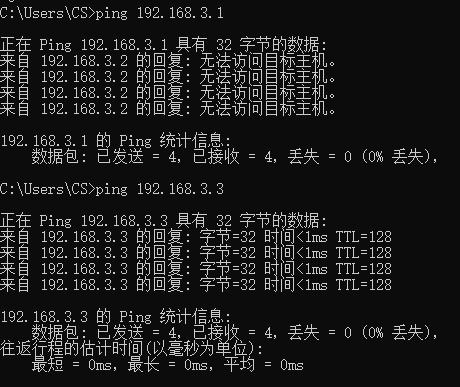 C:\Users\CS>ping 192.168.3.1
正在 Ping 192.168.3.1 具有 32 字节的数据:
来自 192.168.3.2 的回复: 无法访问目标主机。
来自 192.168.3.2 的回复: 无法访问目标主机。
来自 192.168.3.2 的回复: 无法访问目标主机。
来自 192.168.3.2 的回复: 无法访问目标主机。
192.168.3.1 的 Ping 统计信息:
数据包: 已发送 = 4, 已接收 = 4, 丢失 = 0 (0% 丢失),
C:\Users\CS>ping 192.168.3.3
正在 Ping 192.168.3.3 具有 32 字节的数据:
来自 192.168.3.3 的回复: 字节=32 时间<1ms TTL=128
来自 192.168.3.3 的回复: 字节=32 时间<1ms TTL=128
来自 192.168.3.3 的回复: 字节=32 时间<1ms TTL=128
来自 192.168.3.3 的回复: 字节=32 时间<1ms TTL=128
192.168.3.3 的 Ping 统计信息:
数据包: 已发送 = 4, 已接收 = 4, 丢失 = 0 (0% 丢失),
往返行程的估计时间(以毫秒为单位):
最短 = 0ms, 最长 = 0ms, 平均 = 0ms